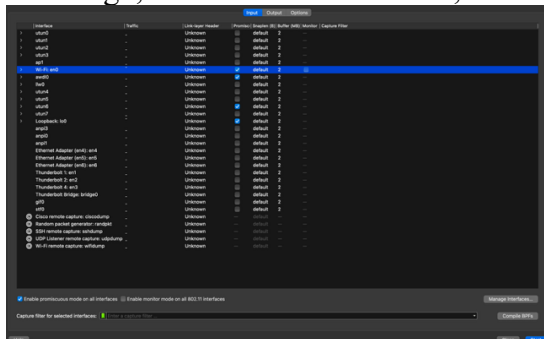 Input Output Options
Interface Traffic Link-layer Header Promisc Snaplen (B) Buffer (MB) Monitor Capture Filter
utun0 Unknown default 2
utun1 Unknown default 2
utun2 Unknown default 2
utun3 Unknown default 2
ap1 Unknown default 2
Wi-Fi: en0 Unknown default 2
awdl0 Unknown default 2
llw0 Unknown default 2
utun4 Unknown default 2
utun5 Unknown default 2
utun6 Unknown default 2
utun7 Unknown default 2
Loopback: lo0 Unknown default 2
anpi3 Unknown default 2
anpi0 Unknown default 2
anpi1 Unknown default 2
Ethernet Adapter (en4): en4 Unknown default 2
Ethernet Adapter (en5): en5 Unknown default 2
Ethernet Adapter (en6): en6 Unknown default 2
Thunderbolt 1: en1 Unknown default 2
Thunderbolt 2: en2 Unknown default 2
Thunderbolt 4: en3 Unknown default 2
Thunderbolt Bridge: bridge0 Unknown default 2
gif0 Unknown default 2
stf0 Unknown default 2
Cisco remote capture: ciscodump Unknown — default —
Random packet generator: randpkt Unknown — default —
SSH remote capture: sshdump Unknown — default —
UDP Listener remote capture: udpdump Unknown — default —
Wi-Fi remote capture: wifidump Unknown — default —
Enable promiscuous mode on all interfaces Enable monitor mode on all 802.11 interfaces Manage Interfaces...
Capture filter for selected interfaces: Enter a capture filter ... Compile BPFs